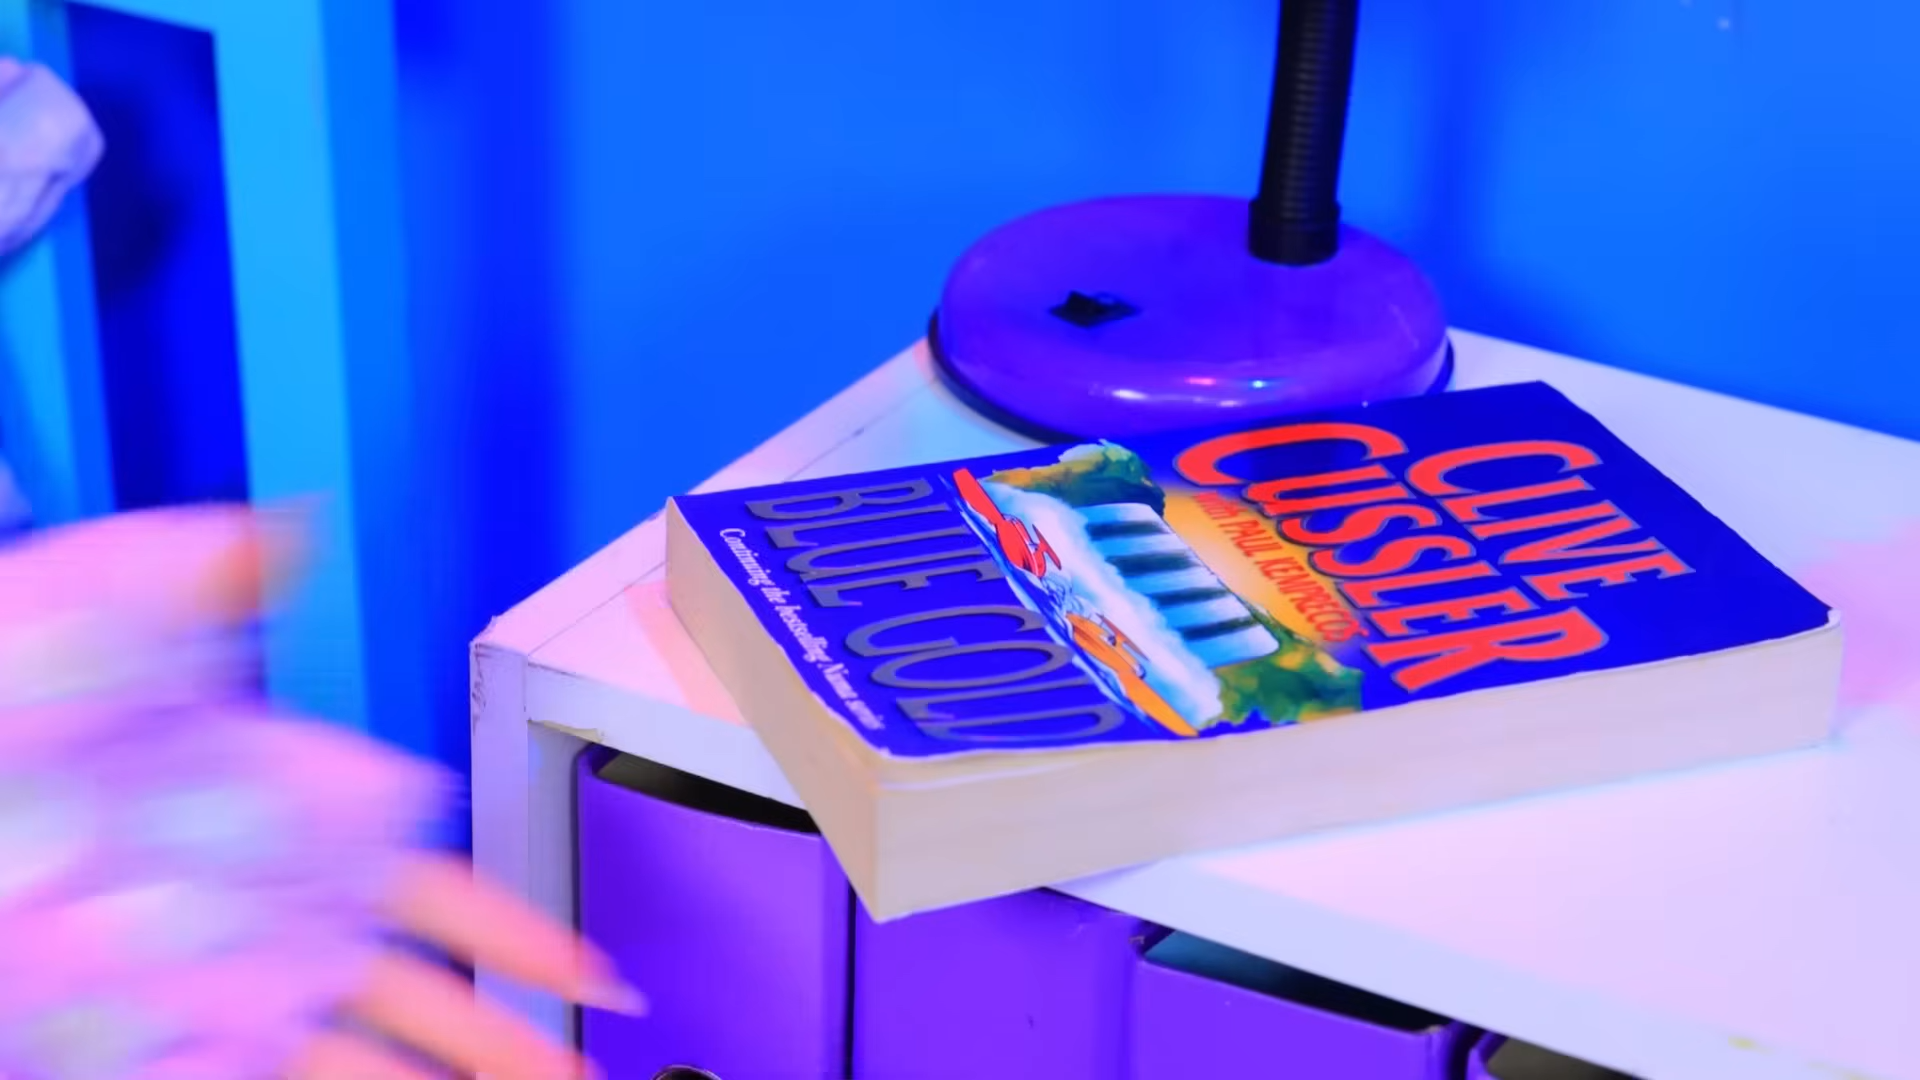 CLIVE
CUSSLER
with PAUL KEMPRECOS
BLUE GOLD
Continuing the bestselling Numa series